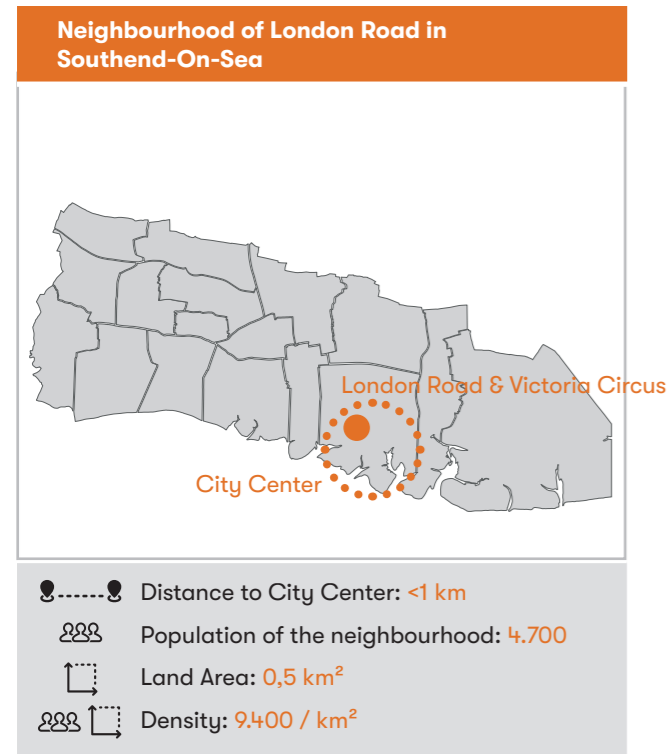 Neighbourhood of London Road in
Southend-On-Sea
London Road & Victoria Circus
City Center
Distance to City Center: <1 km
Population of the neighbourhood: 4.700
Land Area: 0,5 km²
Density: 9.400 / km²